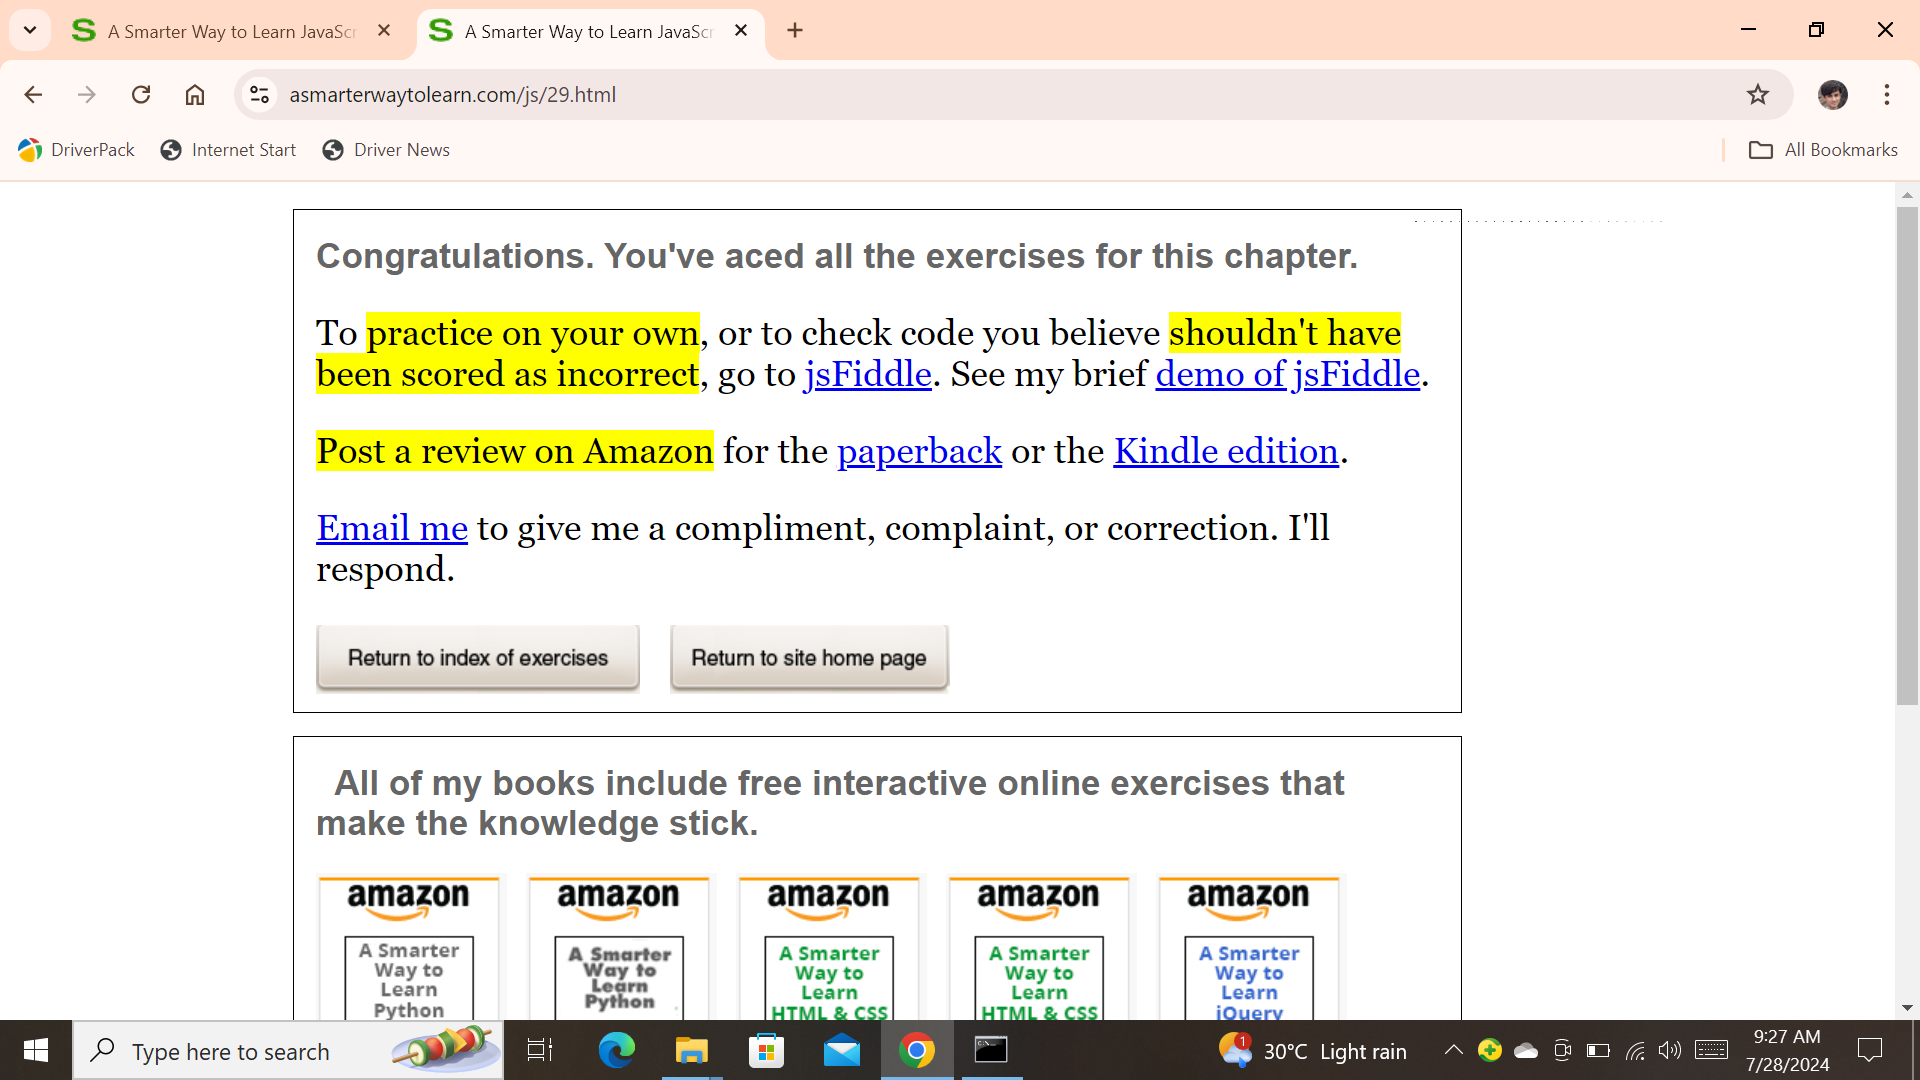 A Smarter Way to Learn JavaScr
A Smarter Way to Learn JavaScr
asmarterwaytolearn.com/js/29.html
DriverPack
Internet Start
Driver News
All Bookmarks
Congratulations. You've aced all the exercises for this chapter.
To practice on your own, or to check code you believe shouldn't have
been scored as incorrect, go to jsFiddle. See my brief demo of jsFiddle.
Post a review on Amazon for the paperback or the Kindle edition.
Email me to give me a compliment, complaint, or correction. I'll
respond.
Return to index of exercises
Return to site home page
All of my books include free interactive online exercises that
make the knowledge stick.
amazon
A Smarter
Way to
Learn
Python
amazon
A Smarter
Way to
Learn
Python
amazon
A Smarter
Way to
Learn
HTML & CSS
amazon
A Smarter
Way to
Learn
HTML & CSS
amazon
A Smarter
Way to
Learn
jQuery
Type here to search
1
30°C Light rain
9:27 AM
7/28/2024